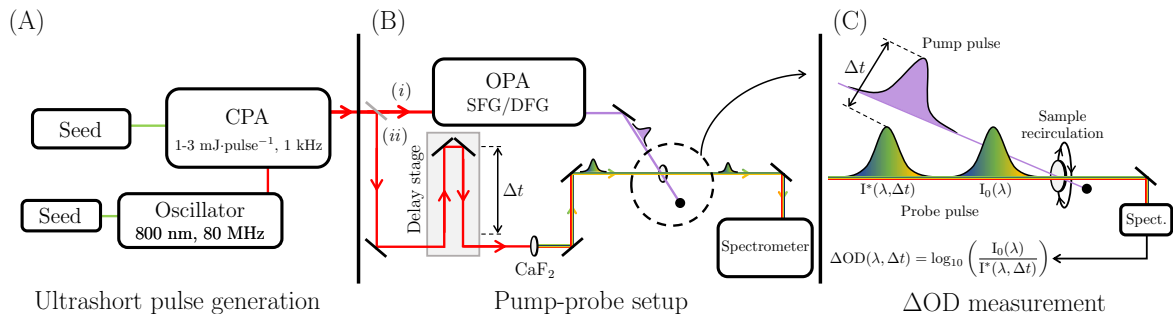 (A)
Seed
CPA
1-3 mJ·pulse⁻¹, 1 kHz
Seed
Oscillator
800 nm, 80 MHz
Ultrashort pulse generation
(B)
(i)
(ii)
OPA
SFG/DFG
Delay stage
Δt
CaF₂
Spectrometer
Pump-probe setup
(C)
Pump pulse
Δt
Sample
recirculation
I*(λ,Δt)
I₀(λ)
Probe pulse
Spect.
ΔOD(λ, Δt) = log₁₀ ( I₀(λ) / I*(λ, Δt) )
ΔOD measurement